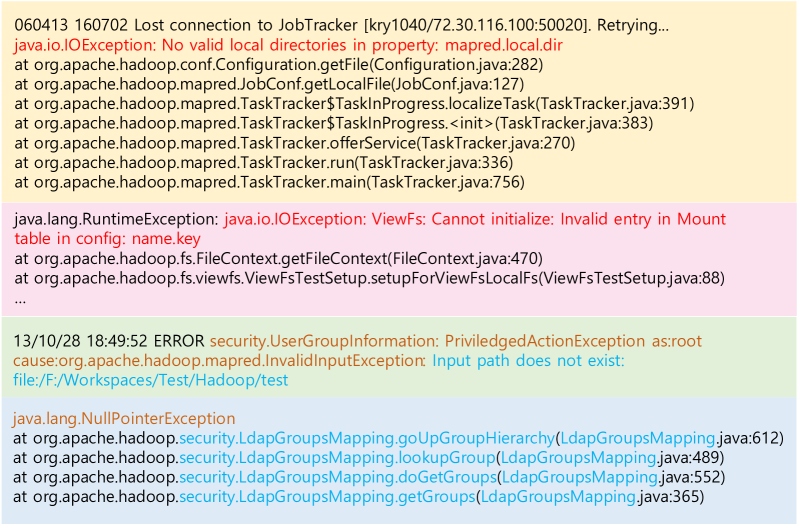 060413 160702 Lost connection to JobTracker [kry1040/72.30.116.100:50020]. Retrying...
java.io.IOException: No valid local directories in property: mapred.local.dir
at org.apache.hadoop.conf.Configuration.getFile(Configuration.java:282)
at org.apache.hadoop.mapred.JobConf.getLocalFile(JobConf.java:127)
at org.apache.hadoop.mapred.TaskTracker$TaskInProgress.localizeTask(TaskTracker.java:391)
at org.apache.hadoop.mapred.TaskTracker$TaskInProgress.<init>(TaskTracker.java:383)
at org.apache.hadoop.mapred.TaskTracker.offerService(TaskTracker.java:270)
at org.apache.hadoop.mapred.TaskTracker.run(TaskTracker.java:336)
at org.apache.hadoop.mapred.TaskTracker.main(TaskTracker.java:756)
java.lang.RuntimeException: java.io.IOException: ViewFs: Cannot initialize: Invalid entry in Mount
table in config: name.key
at org.apache.hadoop.fs.FileContext.getFileContext(FileContext.java:470)
at org.apache.hadoop.fs.viewfs.ViewFsTestSetup.setupForViewFsLocalFs(ViewFsTestSetup.java:88)
...
13/10/28 18:49:52 ERROR security.UserGroupInformation: PriviledgedActionException as:root
cause:org.apache.hadoop.mapred.InvalidInputException: Input path does not exist:
file:/F:/Workspaces/Test/Hadoop/test
java.lang.NullPointerException
at org.apache.hadoop.security.LdapGroupsMapping.goUpGroupHierarchy(LdapGroupsMapping.java:612)
at org.apache.hadoop.security.LdapGroupsMapping.lookupGroup(LdapGroupsMapping.java:489)
at org.apache.hadoop.security.LdapGroupsMapping.doGetGroups(LdapGroupsMapping.java:552)
at org.apache.hadoop.security.LdapGroupsMapping.getGroups(LdapGroupsMapping.java:365)